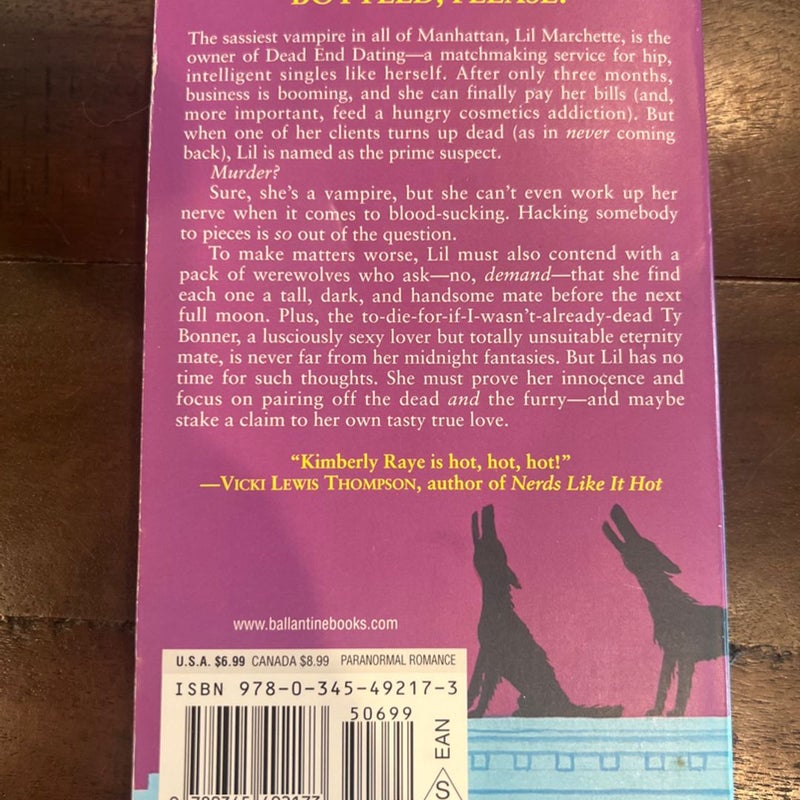 BOTTLED, PLEASE!
The sassiest vampire in all of Manhattan, Lil Marchette, is the
owner of Dead End Dating—a matchmaking service for hip,
intelligent singles like herself. After only three months,
business is booming, and she can finally pay her bills (and,
more important, feed a hungry cosmetics addiction). But
when one of her clients turns up dead (as in never coming
back), Lil is named as the prime suspect.
Murder?
Sure, she's a vampire, but she can't even work up her
nerve when it comes to blood-sucking. Hacking somebody
to pieces is so out of the question.
To make matters worse, Lil must also contend with a
pack of werewolves who ask—no, demand—that she find
each one a tall, dark, and handsome mate before the next
full moon. Plus, the to-die-for-if-I-wasn't-already-dead Ty
Bonner, a lusciously sexy lover but totally unsuitable eternity
mate, is never far from her midnight fantasies. But Lil has no
time for such thoughts. She must prove her innocence and
focus on pairing off the dead and the furry—and maybe
stake a claim to her own tasty true love.
"Kimberly Raye is hot, hot, hot!"
—VICKI LEWIS THOMPSON, author of Nerds Like It Hot
www.ballantinebooks.com
U.S.A. $6.99 CANADA $8.99 PARANORMAL ROMANCE
ISBN 978-0-345-49217-3
50699
EAN
S